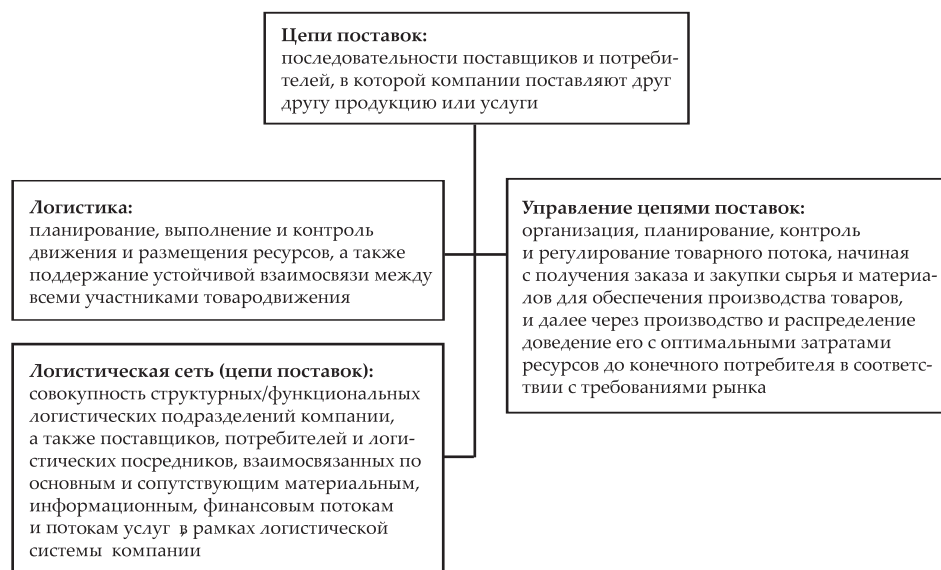 Цепи поставок:
последовательности поставщиков и потреби-
телей, в которой компании поставляют друг
другу продукцию или услуги
Логистика:
планирование, выполнение и контроль
движения и размещения ресурсов, а также
поддержание устойчивой взаимосвязи между
всеми участниками товародвижения
Управление цепями поставок:
организация, планирование, контроль
и регулирование товарного потока, начиная
с получения заказа и закупки сырья и материа-
лов для обеспечения производства товаров,
и далее через производство и распределение
доведение его с оптимальными затратами
ресурсов до конечного потребителя в соответс-
твии с требованиями рынка
Логистическая сеть (цепи поставок):
совокупность структурных/функциональных
логистических подразделений компании,
а также поставщиков, потребителей и логи-
стических посредников, взаимосвязанных по
основным и сопутствующим материальным,
информационным, финансовым потокам
и потокам услуг в рамках логистической
системы компании